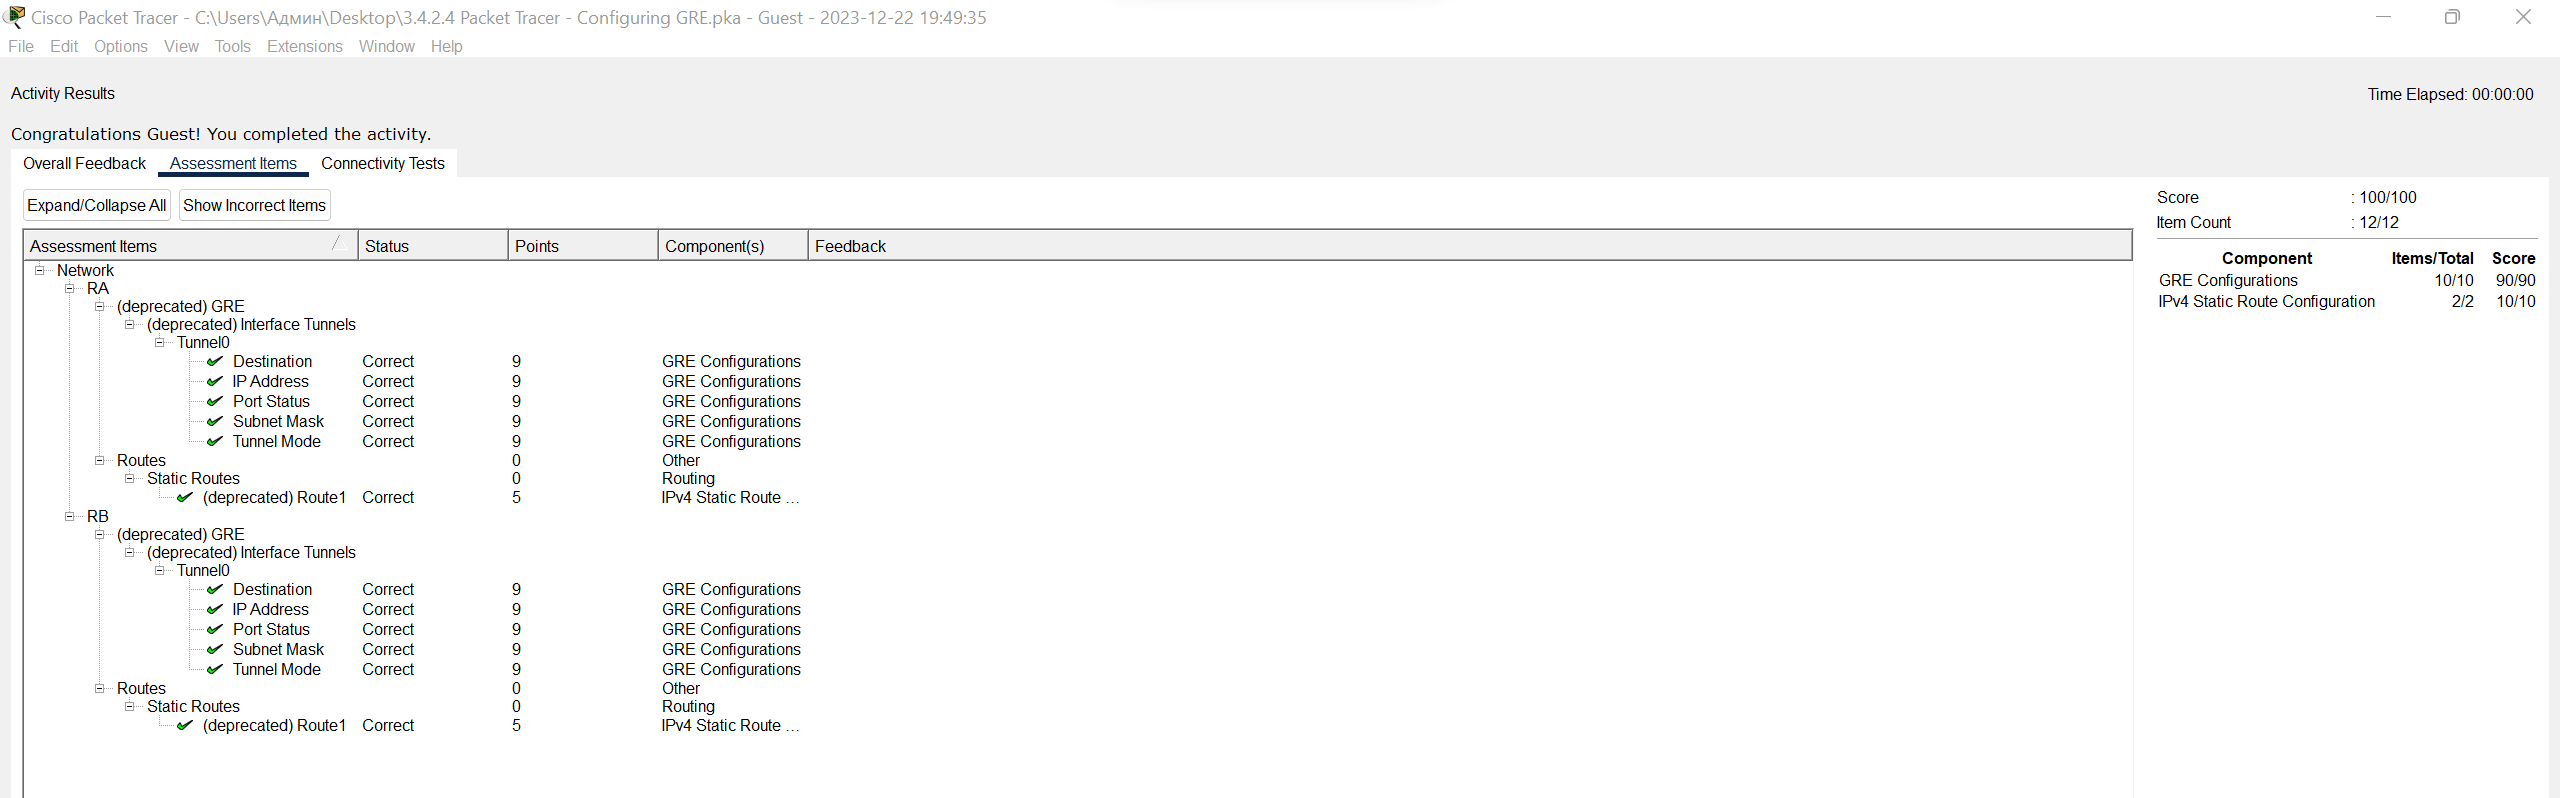 Cisco Packet Tracer - C:\Users\Админ\Desktop\3.4.2.4 Packet Tracer - Configuring GRE.pka - Guest - 2023-12-22 19:49:35
File Edit Options View Tools Extensions Window Help
Activity Results
Time Elapsed: 00:00:00
Congratulations Guest! You completed the activity.
Overall Feedback Assessment Items Connectivity Tests
Expand/Collapse All Show Incorrect Items
Assessment Items Status Points Component(s) Feedback
Network
RA
(deprecated) GRE
(deprecated) Interface Tunnels
Tunnel0
Destination Correct 9 GRE Configurations
IP Address Correct 9 GRE Configurations
Port Status Correct 9 GRE Configurations
Subnet Mask Correct 9 GRE Configurations
Tunnel Mode Correct 9 GRE Configurations
Routes 0 Other
Static Routes 0 Routing
(deprecated) Route1 Correct 5 IPv4 Static Route ...
RB
(deprecated) GRE
(deprecated) Interface Tunnels
Tunnel0
Destination Correct 9 GRE Configurations
IP Address Correct 9 GRE Configurations
Port Status Correct 9 GRE Configurations
Subnet Mask Correct 9 GRE Configurations
Tunnel Mode Correct 9 GRE Configurations
Routes 0 Other
Static Routes 0 Routing
(deprecated) Route1 Correct 5 IPv4 Static Route ...
Score : 100/100
Item Count : 12/12
Component Items/Total Score
GRE Configurations 10/10 90/90
IPv4 Static Route Configuration 2/2 10/10